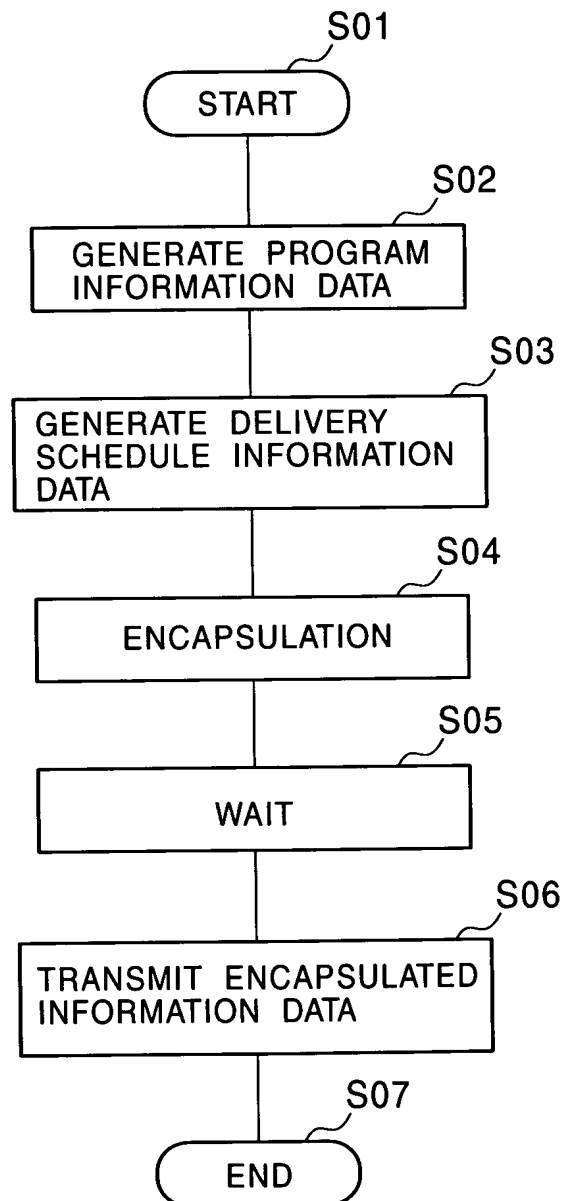 S01
START
S02
GENERATE PROGRAM
INFORMATION DATA
S03
GENERATE DELIVERY
SCHEDULE INFORMATION
DATA
S04
ENCAPSULATION
S05
WAIT
S06
TRANSMIT ENCAPSULATED
INFORMATION DATA
S07
END